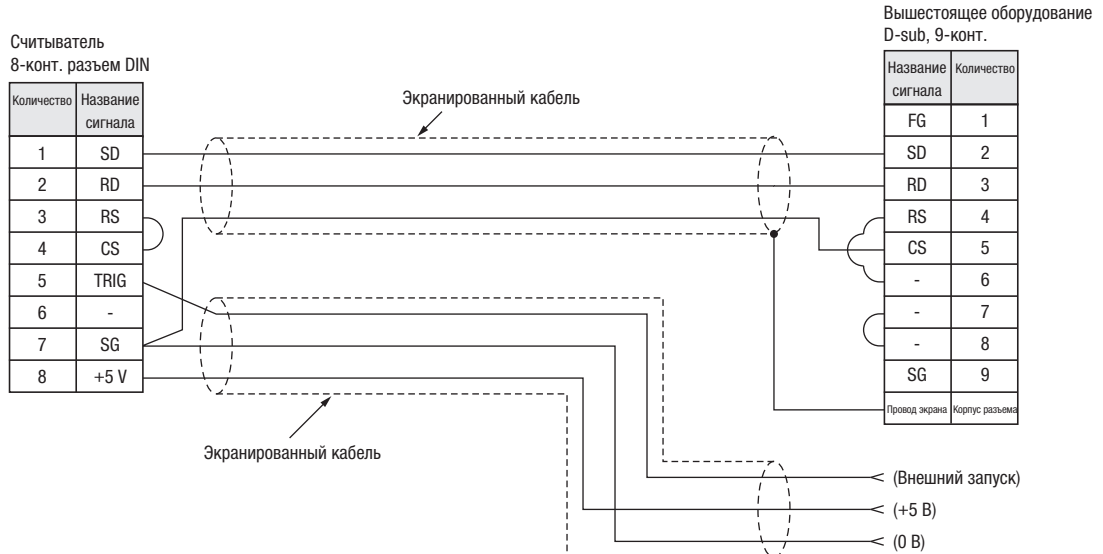 Вышестоящее оборудование
D-sub, 9-конт.
Считыватель
8-конт. разъем DIN
Количество Название сигнала
1 SD
2 RD
3 RS
4 CS
5 TRIG
6 -
7 SG
8 +5 V
Экранированный кабель
Экранированный кабель
Название сигнала Количество
FG 1
SD 2
RD 3
RS 4
CS 5
- 6
- 7
- 8
SG 9
Провод экрана Корпус разъема
(Внешний запуск)
(+5 В)
(0 В)